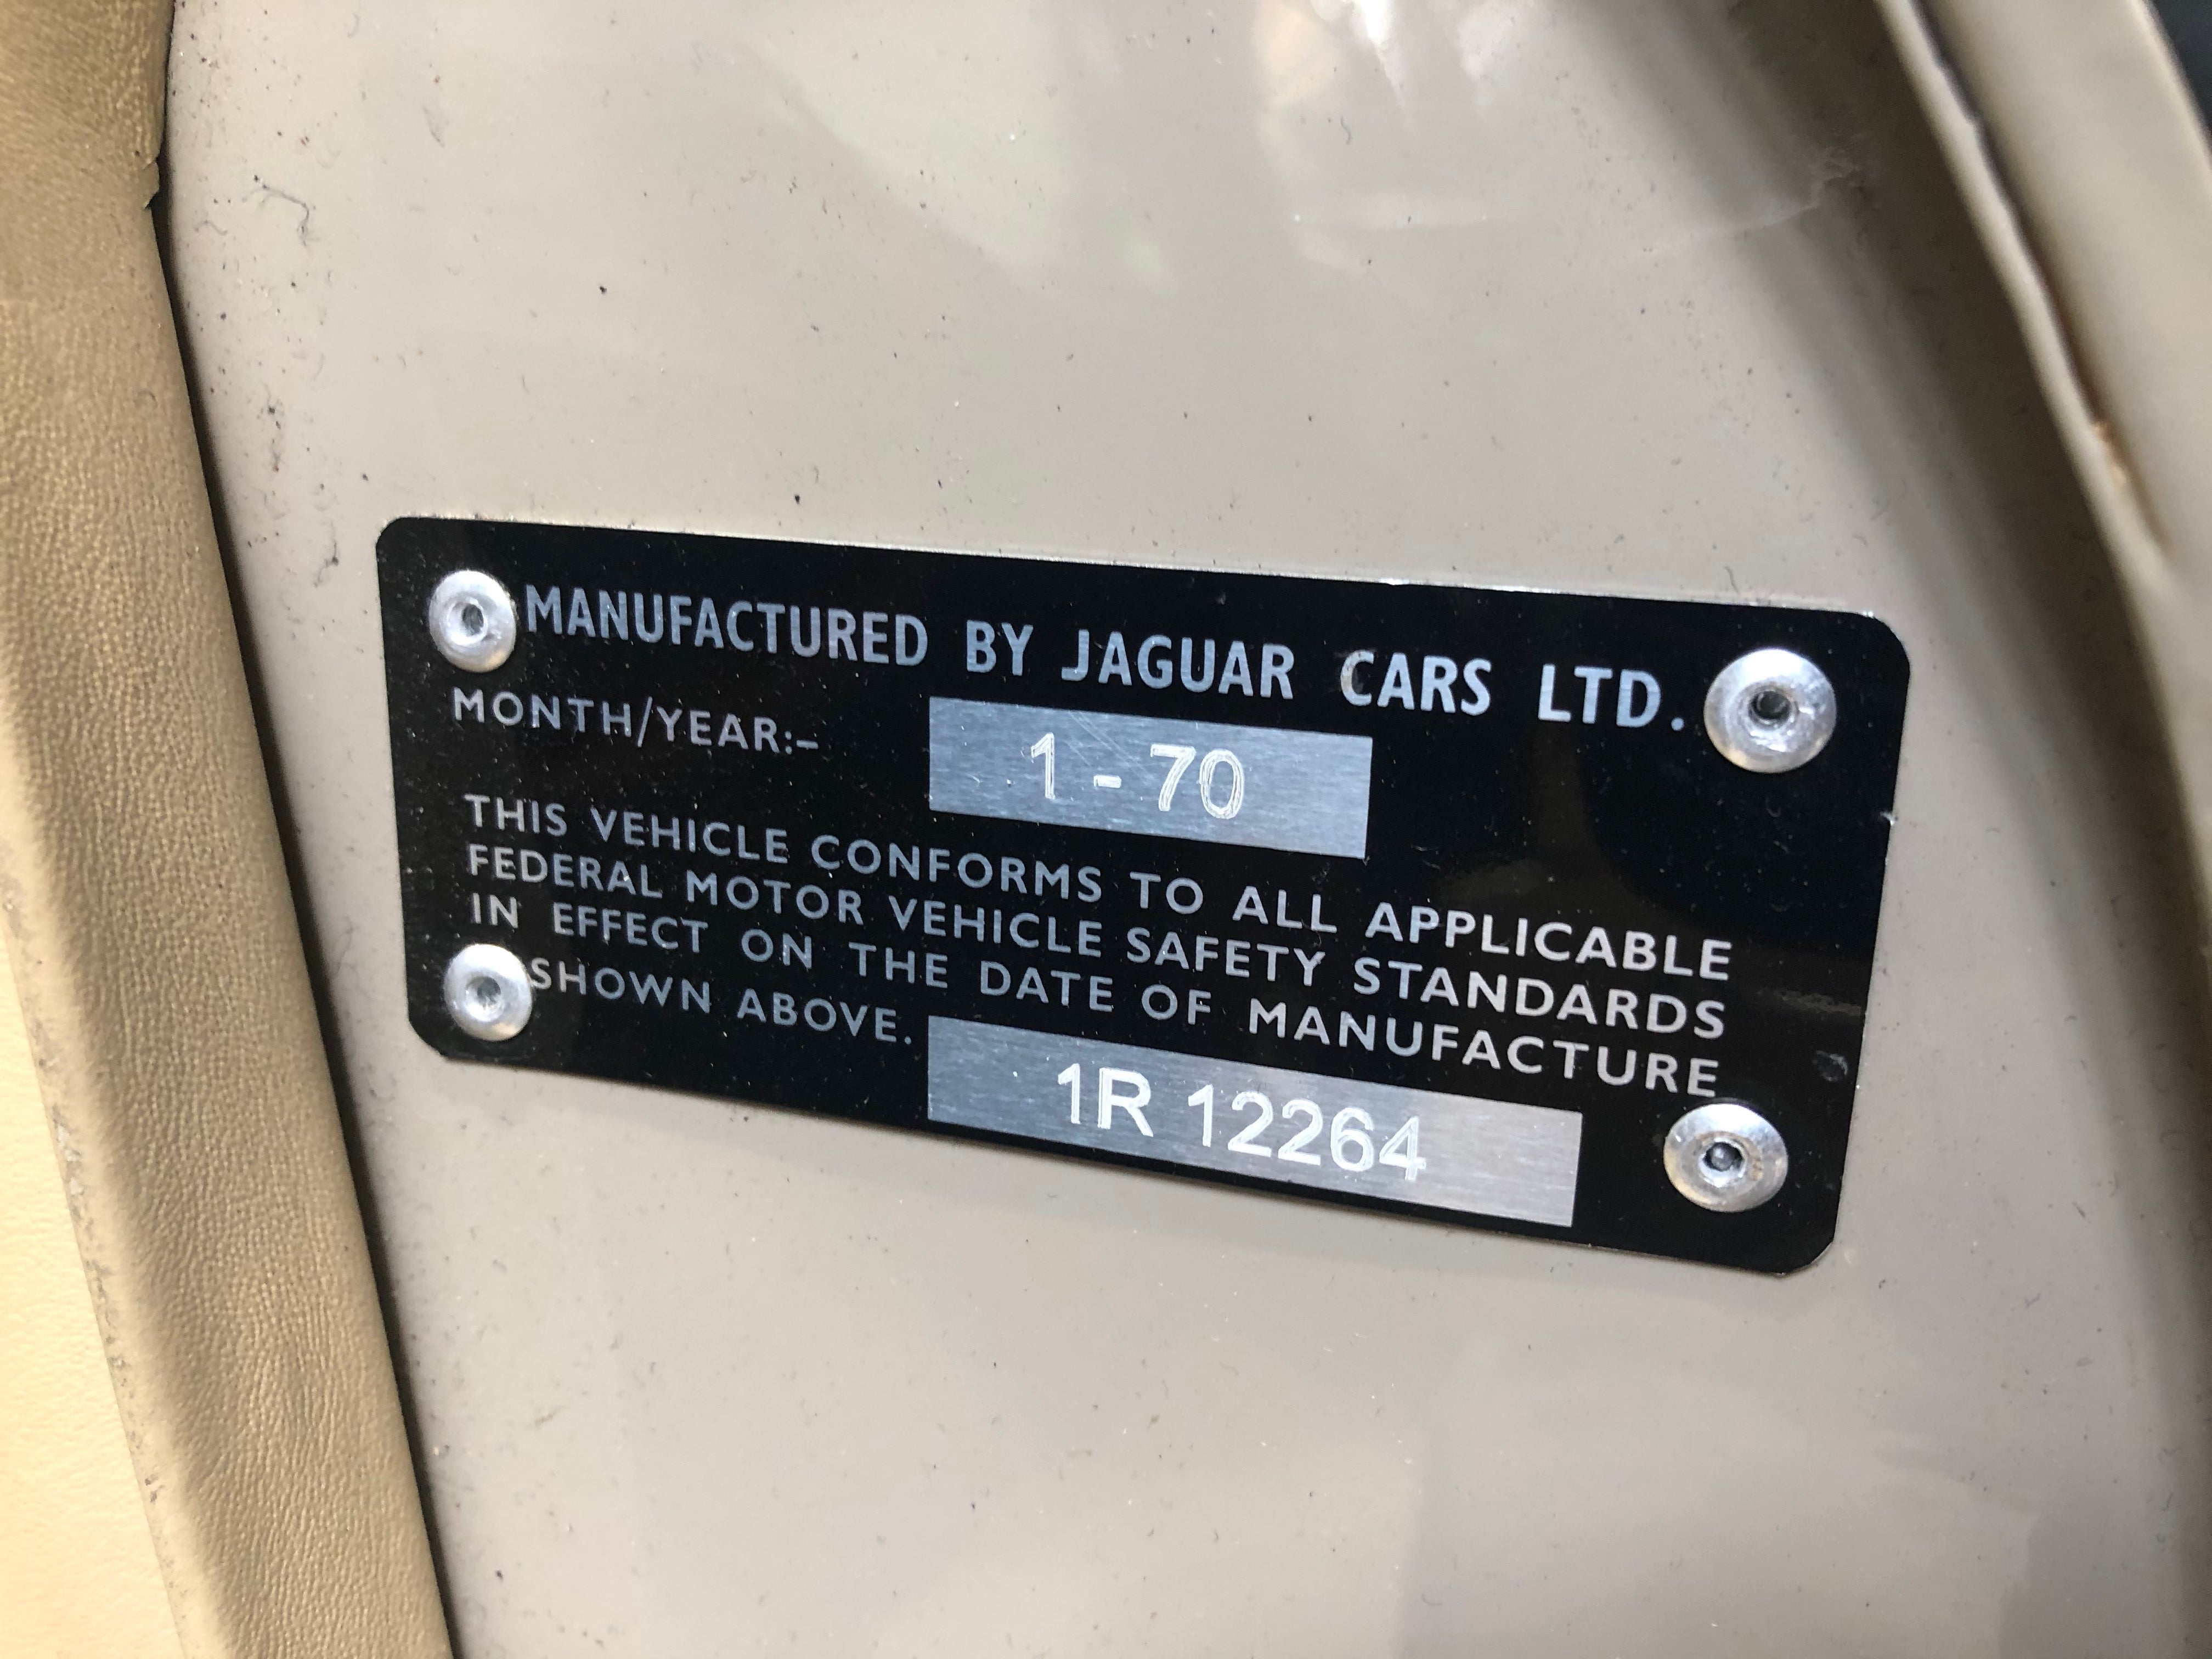 MANUFACTURED BY JAGUAR CARS LTD.
MONTH/YEAR:– 1 - 70
THIS VEHICLE CONFORMS TO ALL APPLICABLE
FEDERAL MOTOR VEHICLE SAFETY STANDARDS
IN EFFECT ON THE DATE OF MANUFACTURE
SHOWN ABOVE.
1R 12264